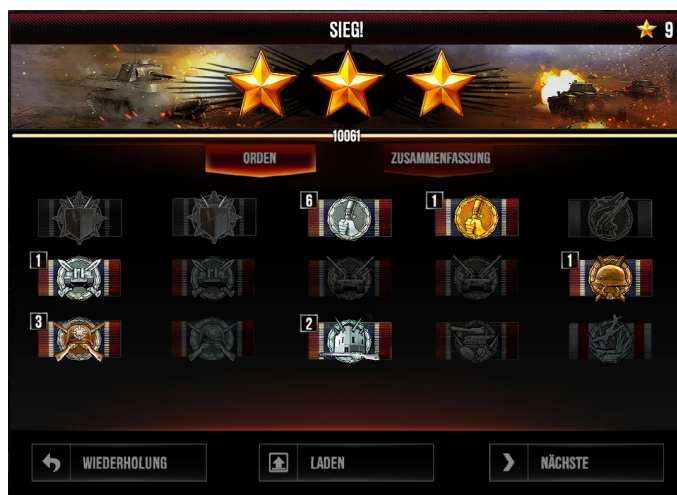 SIEG!
9
10061
ORDEN
ZUSAMMENFASSUNG
6
1
1
1
3
2
WIEDERHOLUNG
LADEN
NÄCHSTE